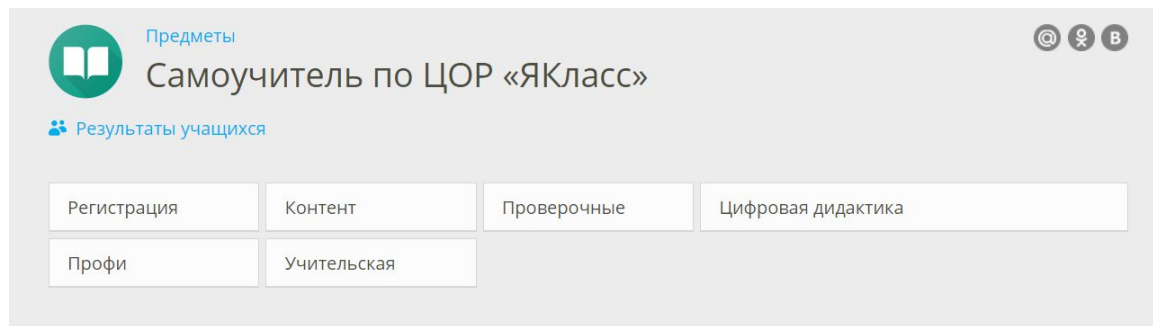 Предметы
Самоучитель по ЦОР «ЯКласс»
Результаты учащихся
Регистрация
Контент
Проверочные
Цифровая дидактика
Профи
Учительская